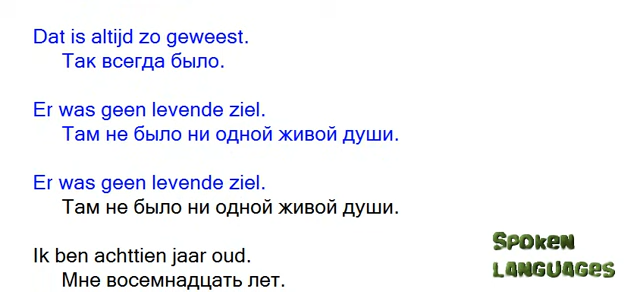 Dat is altijd zo geweest.
Так всегда было.
Er was geen levende ziel.
Там не было ни одной живой души.
Er was geen levende ziel.
Там не было ни одной живой души.
Ik ben achttien jaar oud.
Мне восемнадцать лет.
Spoken
Languages